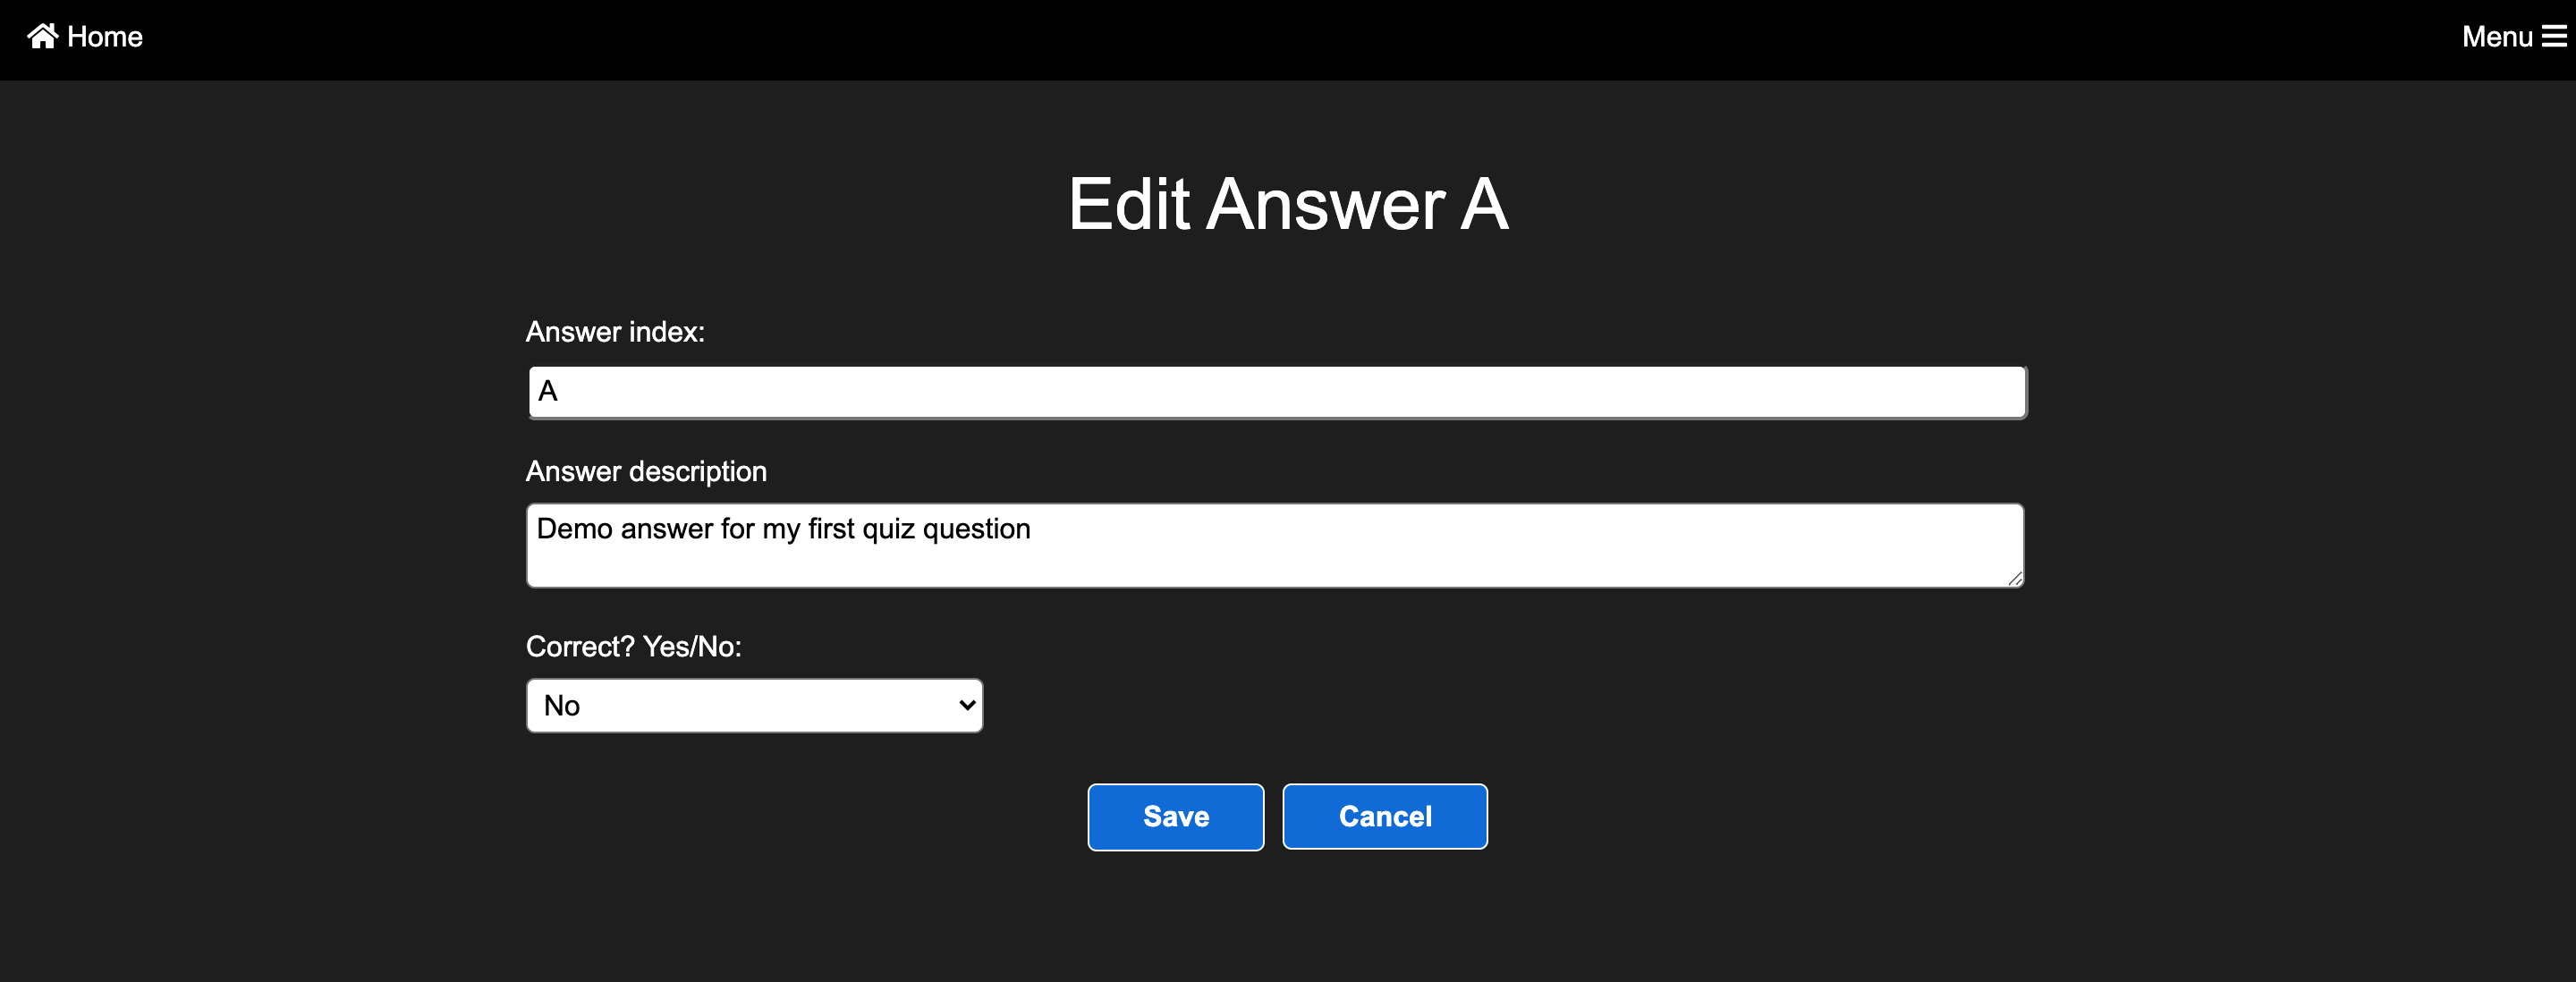 Home
Menu
Edit Answer A
Answer index:
A
Answer description
Demo answer for my first quiz question
Correct? Yes/No:
No
Save
Cancel